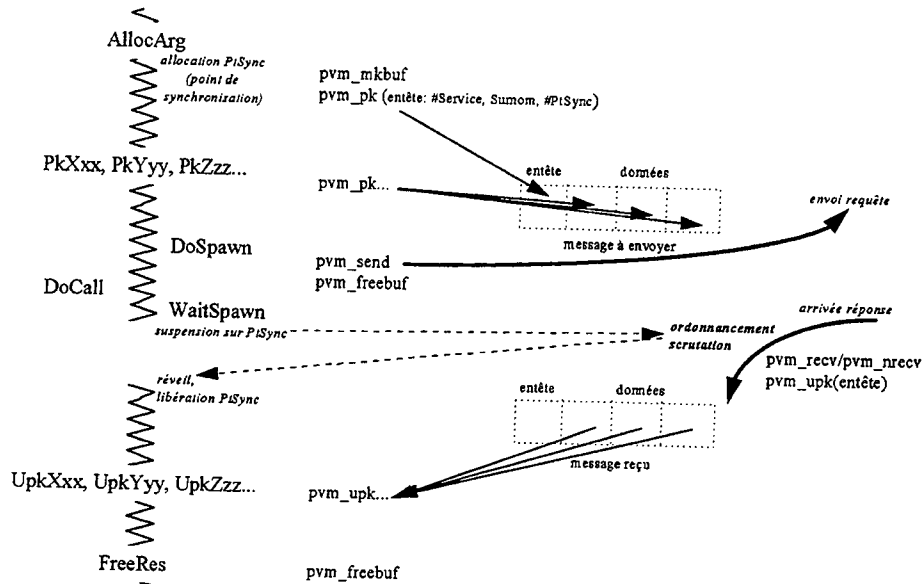 AllocArg
allocation PtSync
(point de
synchronisation)
pvm_mkbuf
pvm_pk (entête: #Service, Surnom, #PtSync)
PkXxx, PkYyy, PkZzz...
pvm_pk...
entête données
message à envoyer
envoi requête
DoSpawn
pvm_send
pvm_freebuf
DoCall
WaitSpawn
suspension sur PtSync
ordonnancement
scrutation
arrivée réponse
pvm_recv/pvm_nrecv
pvm_upk(entête)
réveil,
libération PtSync
entête données
message reçu
UpkXxx, UpkYyy, UpkZzz...
pvm_upk...
FreeRes
pvm_freebuf